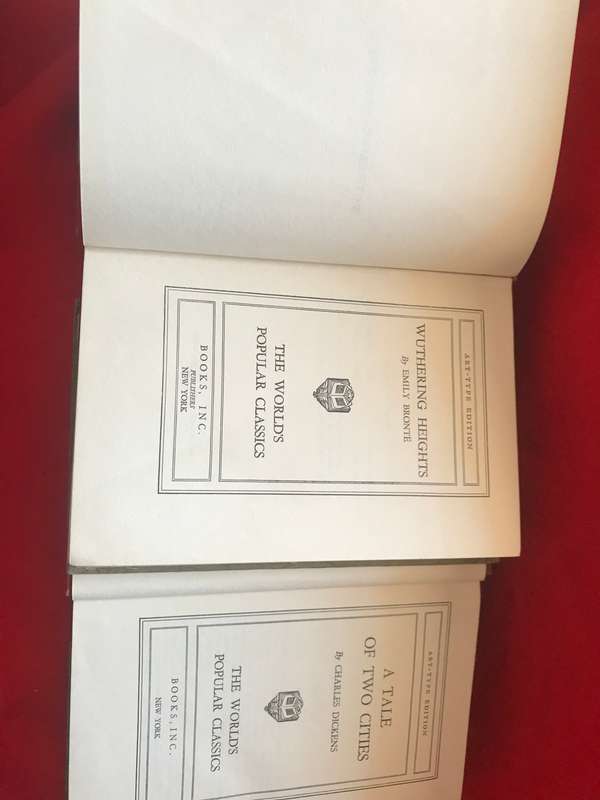 ART-TYPE EDITION
WUTHERING HEIGHTS
By EMILY BRONTË
THE WORLD'S
POPULAR CLASSICS
BOOKS, INC.
PUBLISHERS
NEW YORK
ART-TYPE EDITION
A TALE
OF TWO CITIES
By CHARLES DICKENS
THE WORLD'S
POPULAR CLASSICS
BOOKS, INC.
NEW YORK